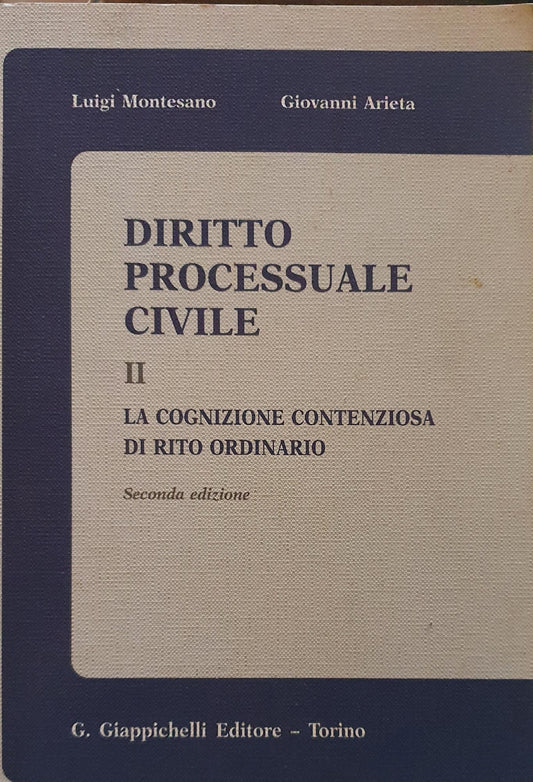 Luigi Montesano Giovanni Arieta
DIRITTO
PROCESSUALE
CIVILE
II
LA COGNIZIONE CONTENZIOSA
DI RITO ORDINARIO
Seconda edizione
G. Giappichelli Editore – Torino